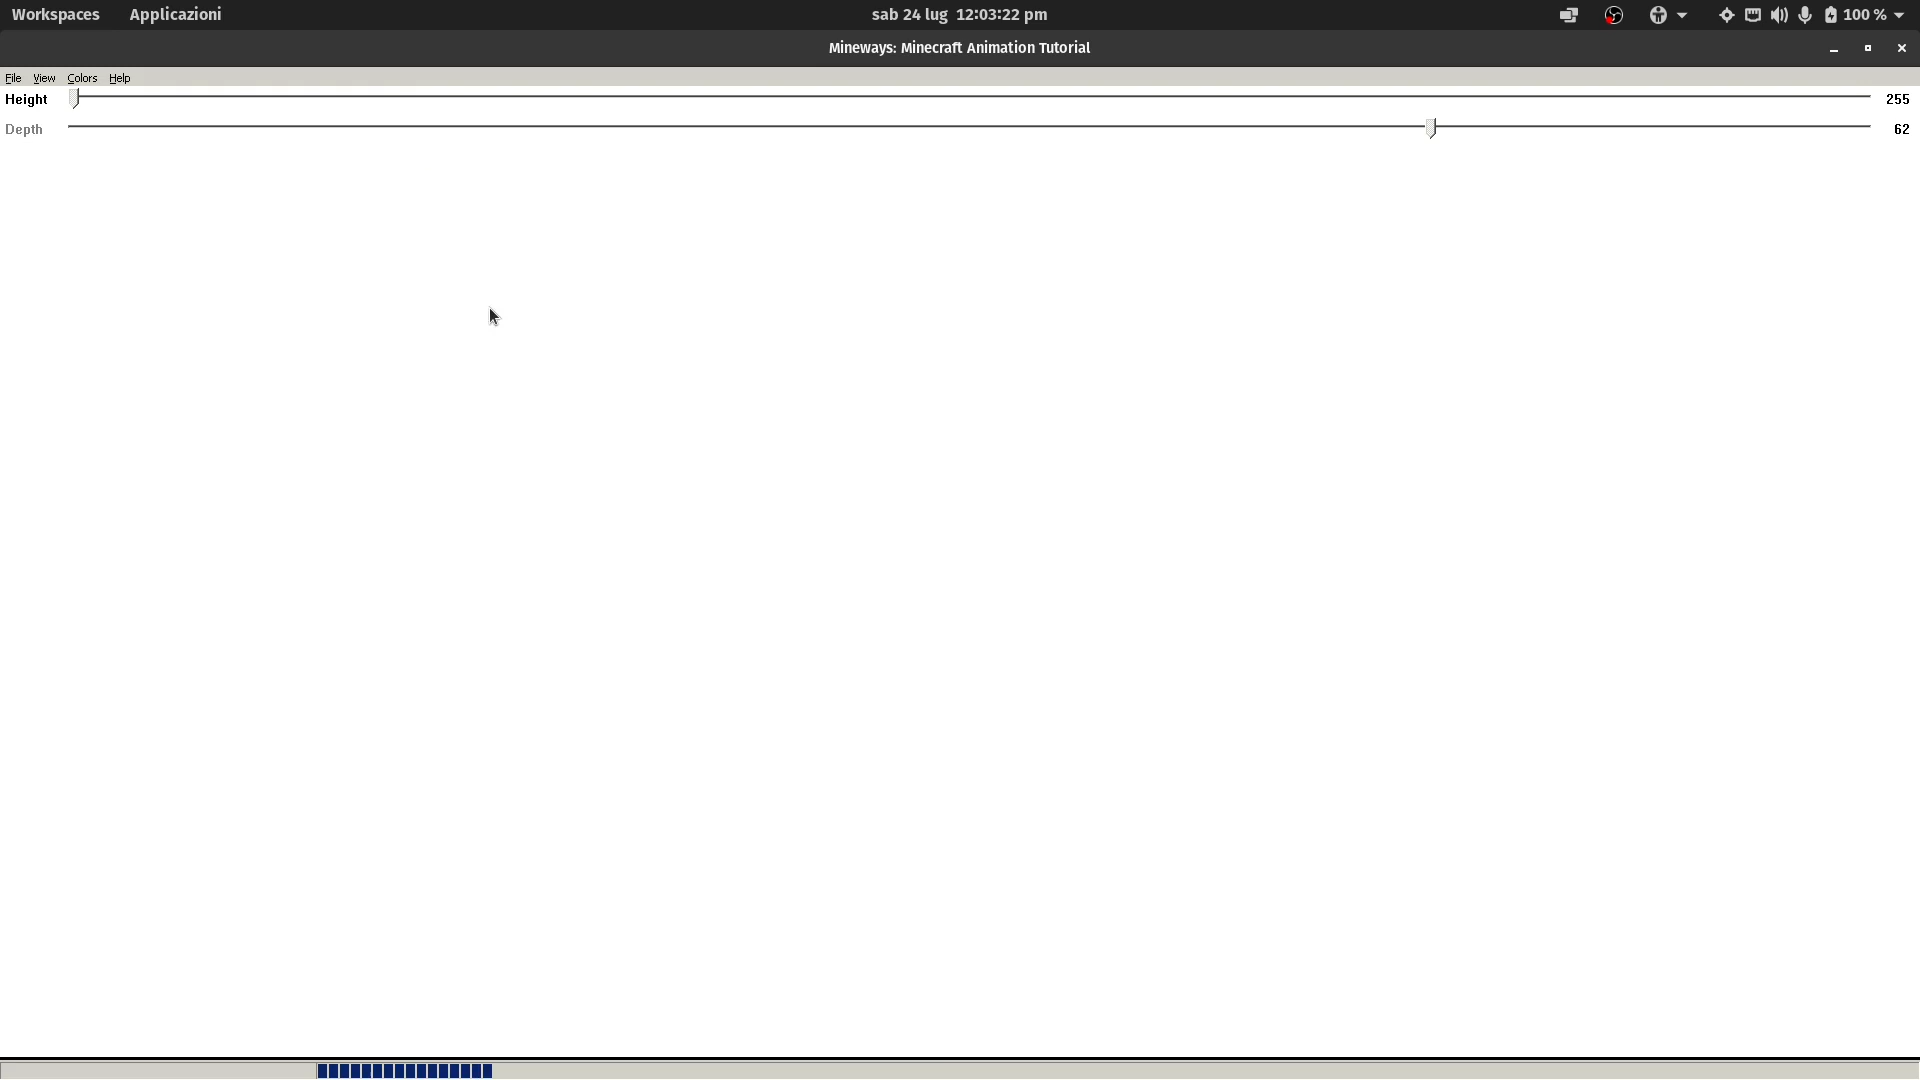 Workspaces Applicazioni sab 24 lug 12:03:22 pm 100 %
Mineways: Minecraft Animation Tutorial
File View Colors Help
Height 255
Depth 62